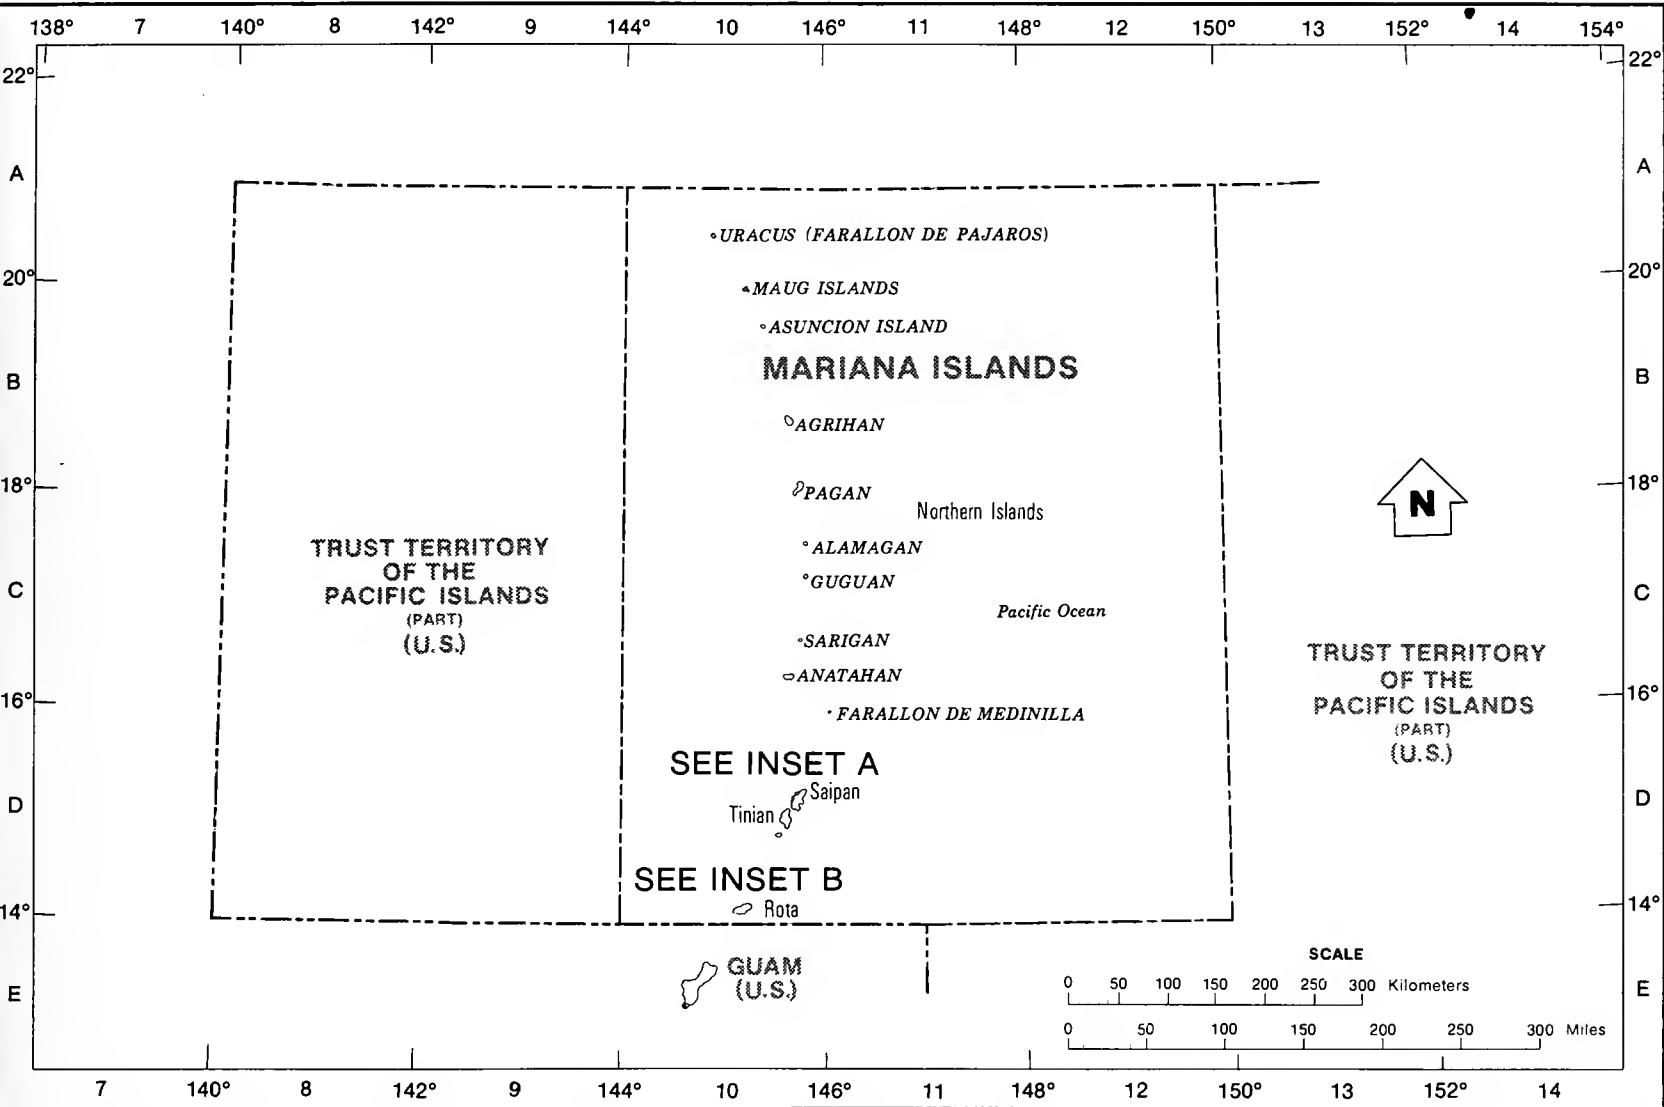 138° 7 140° 8 142° 9 144° 10 146° 11 148° 12 150° 13 152° 14 154°
22° 22°
A A
URACUS (FARALLON DE PAJAROS)
20° 20°
MAUG ISLANDS
ASUNCION ISLAND
MARIANA ISLANDS
B B
AGRIHAN
18° 18°
PAGAN
N
Northern Islands
ALAMAGAN
TRUST TERRITORY
OF THE
PACIFIC ISLANDS
(PART)
(U.S.)
GUGUAN
C C
Pacific Ocean
SARIGAN
ANATAHAN
TRUST TERRITORY
OF THE
PACIFIC ISLANDS
(PART)
(U.S.)
16° 16°
FARALLON DE MEDINILLA
SEE INSET A
Saipan
D D
Tinian
SEE INSET B
14° 14°
Rota
GUAM
(U.S.)
E E
SCALE
0 50 100 150 200 250 300 Kilometers
0 50 100 150 200 250 300 Miles
7 140° 8 142° 9 144° 10 146° 11 148° 12 150° 13 152° 14